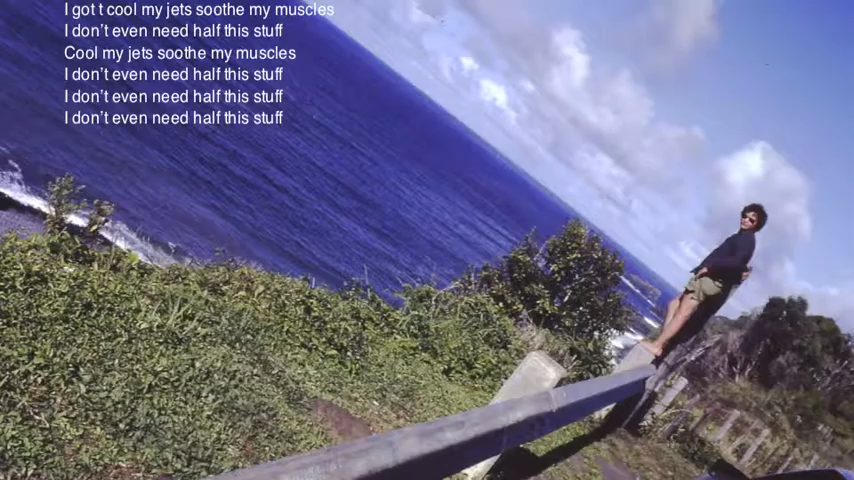 I got t cool my jets soothe my muscles
I don't even need half this stuff
Cool my jets soothe my muscles
I don't even need half this stuff
I don't even need half this stuff
I don't even need half this stuff